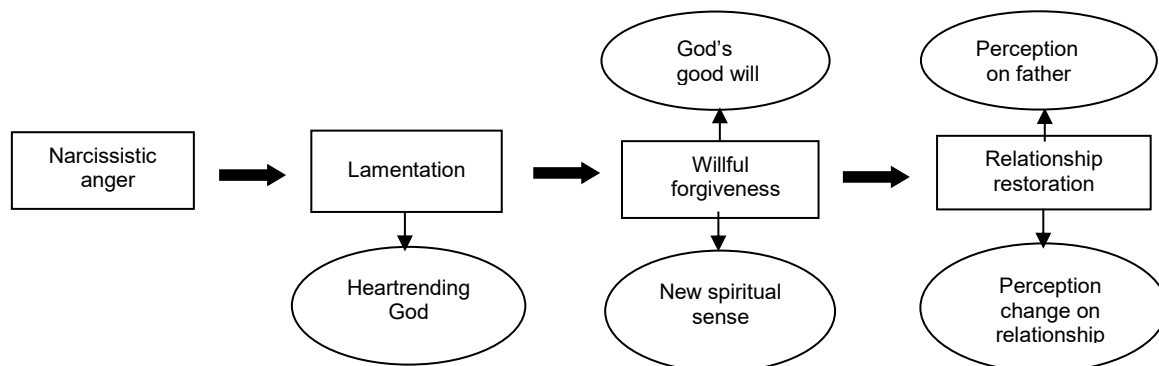 God's
good will
Perception
on father
Narcissistic
anger
Lamentation
Willful
forgiveness
Relationship
restoration
Heartrending
God
New spiritual
sense
Perception
change on
relationship